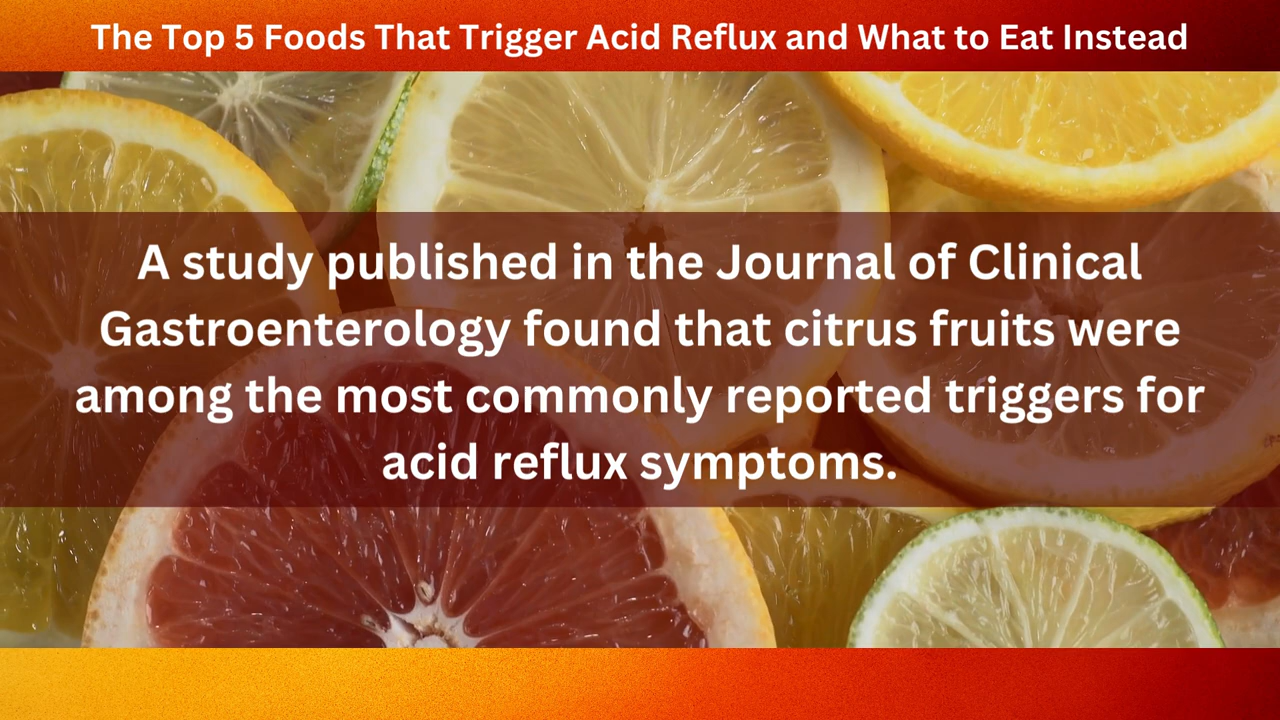 The Top 5 Foods That Trigger Acid Reflux and What to Eat Instead
A study published in the Journal of Clinical
Gastroenterology found that citrus fruits were
among the most commonly reported triggers for
acid reflux symptoms.